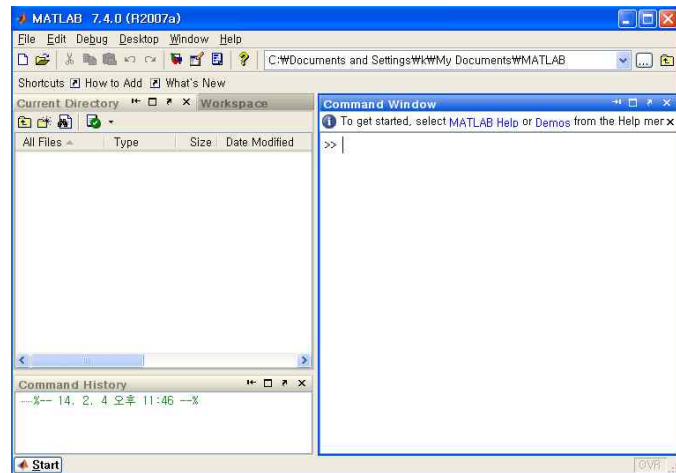 MATLAB 7.4.0 (R2007a)
File Edit Debug Desktop Window Help
C:₩Documents and Settings₩k₩My Documents₩MATLAB
Shortcuts How to Add What's New
Current Directory Workspace
All Files Type Size Date Modified
Command History
%-- 14. 2. 4 오후 11:46 --%
Command Window
To get started, select MATLAB Help or Demos from the Help mer
>>
Start
OVR